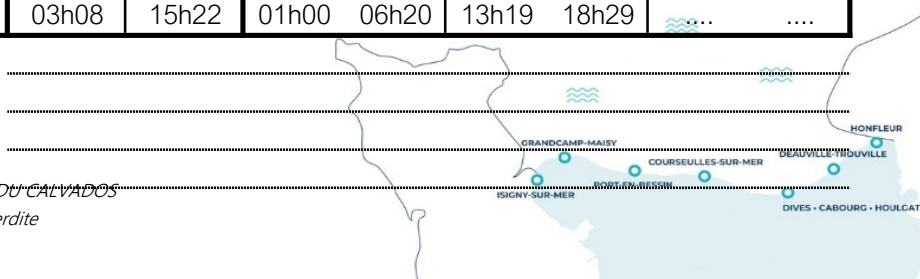 03h08 15h22 01h00 06h20 13h19 18h29 .... ....
HONFLEUR
GRANDCAMP-MAISY
DEAUVILLE-TROUVILLE
COURSEULLES-SUR-MER
PORT-EN-BESSIN
DU CALVADOS
ISIGNY-SUR-MER
DIVES • CABOURG • HOULGAT
erdite